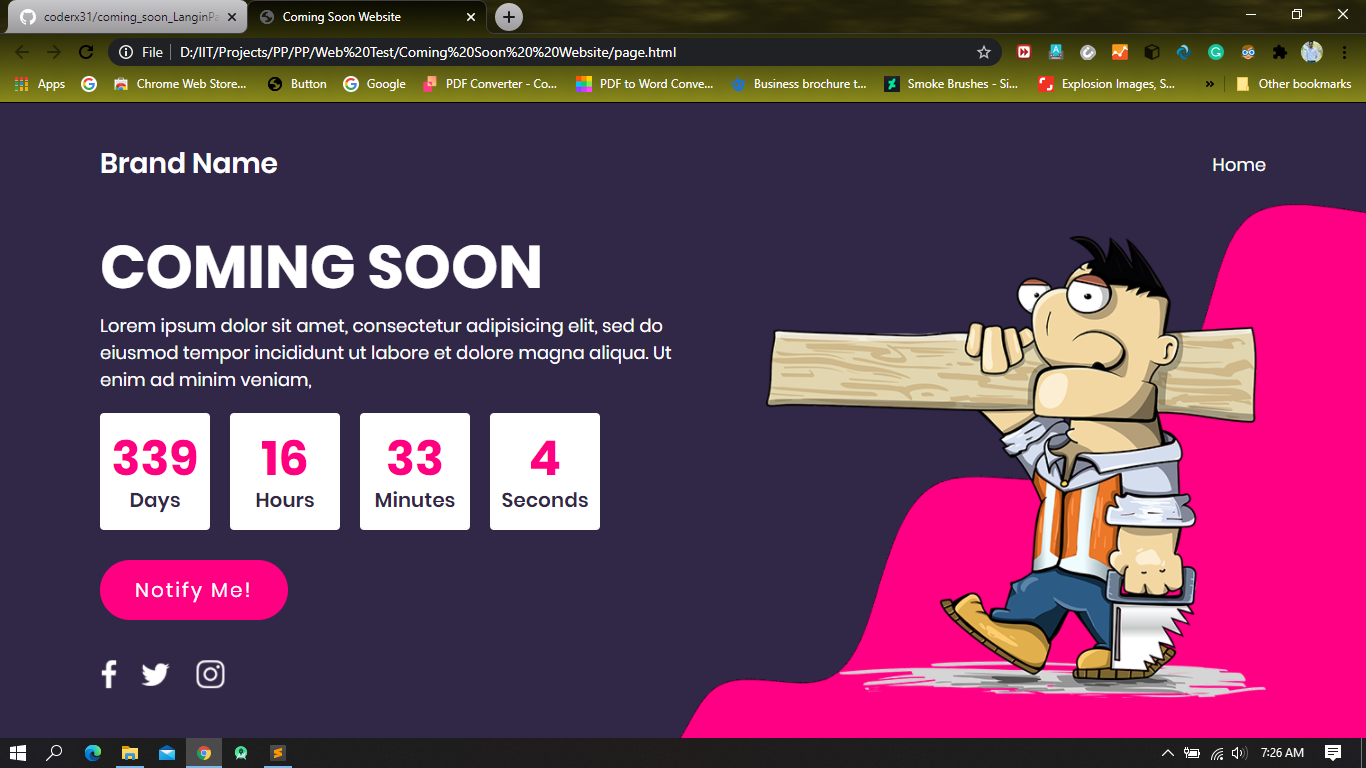 coderx31/coming_soon_LanginPa
Coming Soon Website
File
D:/IIT/Projects/PP/PP/Web%20Test/Coming%20Soon%20%20Website/page.html
Apps
Chrome Web Store...
Button
Google
PDF Converter - Co...
PDF to Word Conve...
Business brochure t...
Smoke Brushes - Si...
Explosion Images, S...
»
Other bookmarks
Brand Name
Home
COMING SOON
Lorem ipsum dolor sit amet, consectetur adipisicing elit, sed do
eiusmod tempor incididunt ut labore et dolore magna aliqua. Ut
enim ad minim veniam,
339
Days
16
Hours
33
Minutes
4
Seconds
Notify Me!
7:26 AM